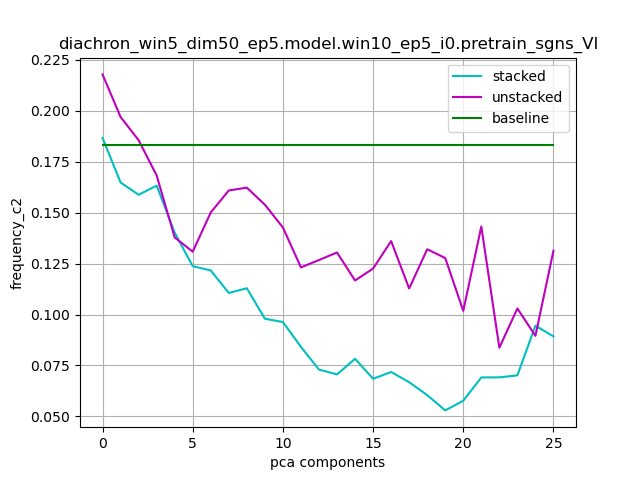 diachron_win5_dim50_ep5.model.win10_ep5_i0.pretrain_sgns_VI
0.225
0.200
0.175
0.150
0.125
0.100
0.075
0.050
frequency_c2
stacked
unstacked
baseline
0 5 10 15 20 25
pca components